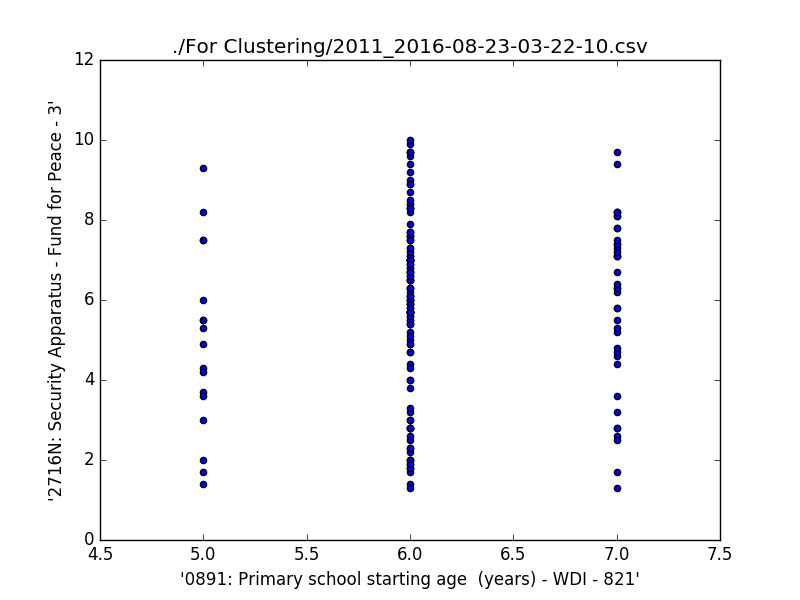 ./For Clustering/2011_2016-08-23-03-22-10.csv
'2716N: Security Apparatus - Fund for Peace - 3'
12
10
8
6
4
2
0
4.5 5.0 5.5 6.0 6.5 7.0 7.5
'0891: Primary school starting age  (years) - WDI - 821'